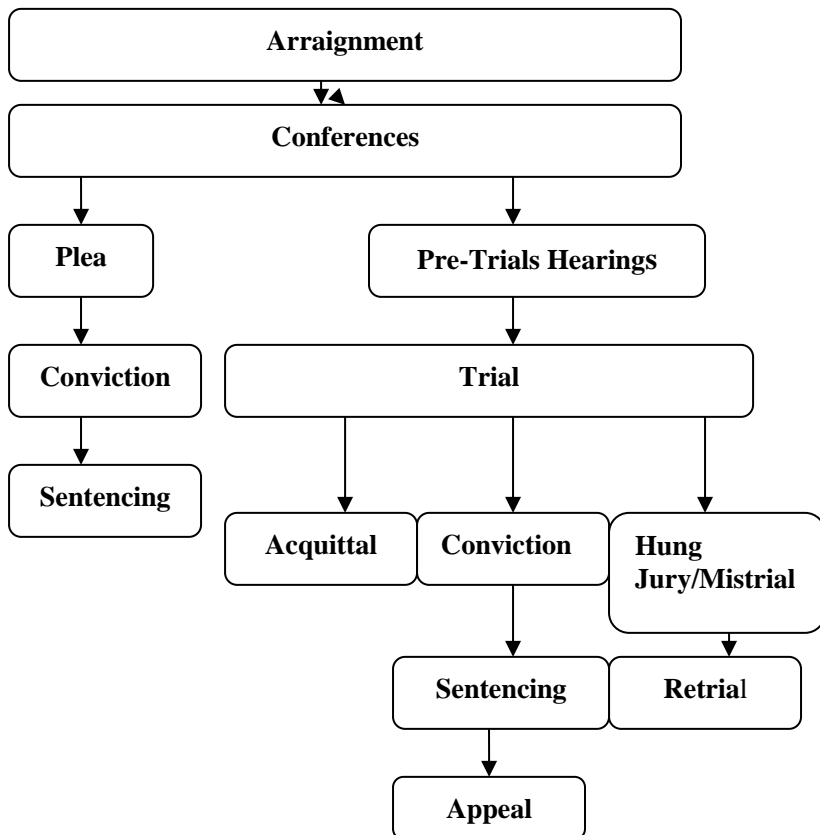 Arraignment
Conferences
Plea
Pre-Trials Hearings
Conviction
Trial
Sentencing
Acquittal
Conviction
Hung
Jury/Mistrial
Sentencing
Retrial
Appeal